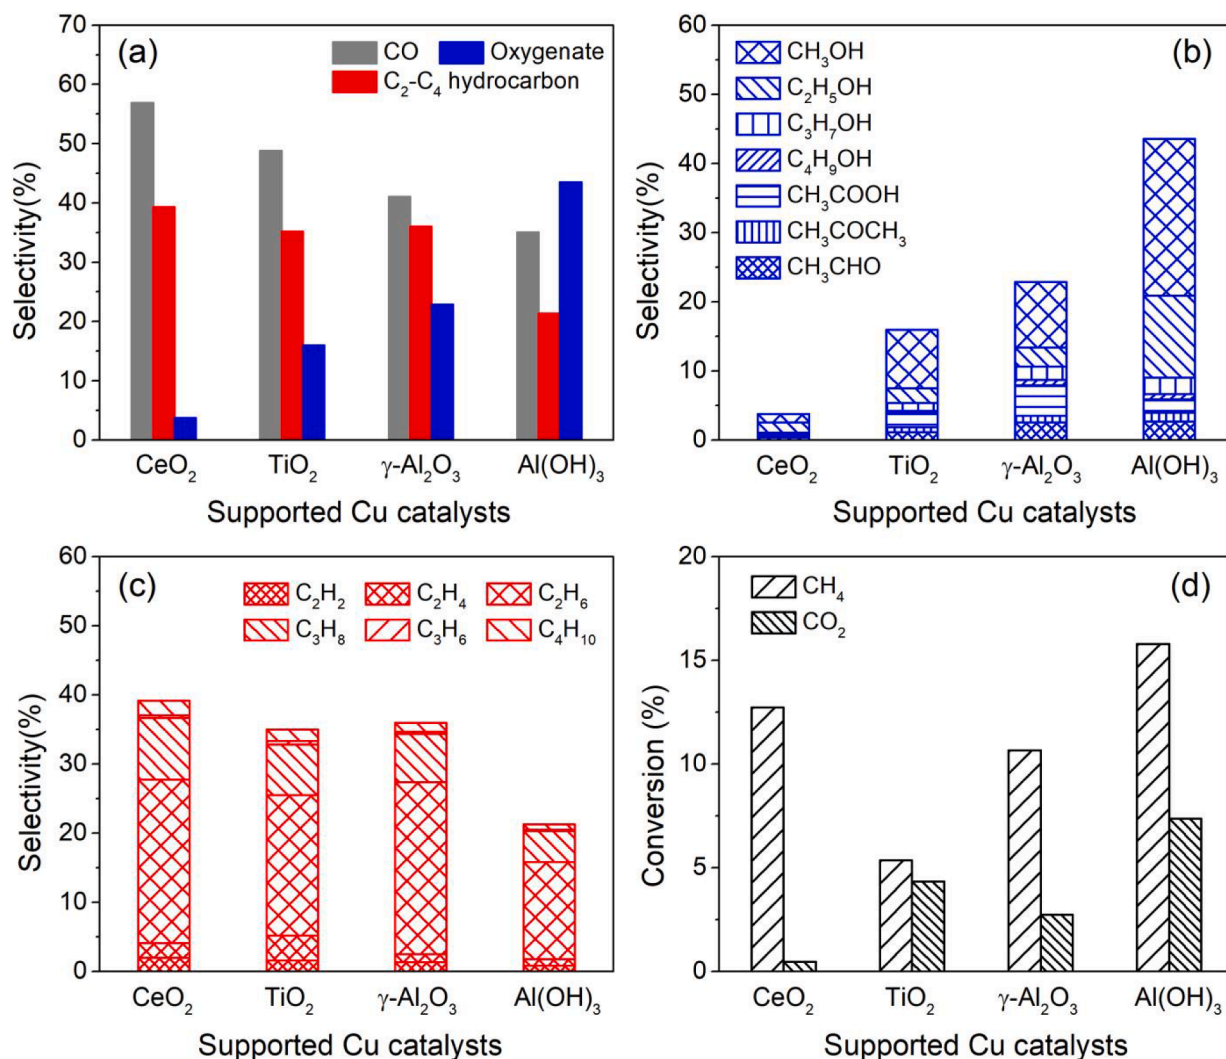 (a)
CO
Oxygenate
C₂-C₄ hydrocarbon
70
60
50
40
30
20
10
0
Selectivity(%)
CeO₂ TiO₂ γ-Al₂O₃ Al(OH)₃
Supported Cu catalysts
(b)
CH₃OH
C₂H₅OH
C₃H₇OH
C₄H₉OH
CH₃COOH
CH₃COCH₃
CH₃CHO
60
50
40
30
20
10
0
Selectivity(%)
CeO₂ TiO₂ γ-Al₂O₃ Al(OH)₃
Supported Cu catalysts
(c)
C₂H₂ C₂H₄ C₂H₆
C₃H₈ C₃H₆ C₄H₁₀
60
50
40
30
20
10
0
Selectivity(%)
CeO₂ TiO₂ γ-Al₂O₃ Al(OH)₃
Supported Cu catalysts
(d)
CH₄
CO₂
20
15
10
5
0
Conversion (%)
CeO₂ TiO₂ γ-Al₂O₃ Al(OH)₃
Supported Cu catalysts